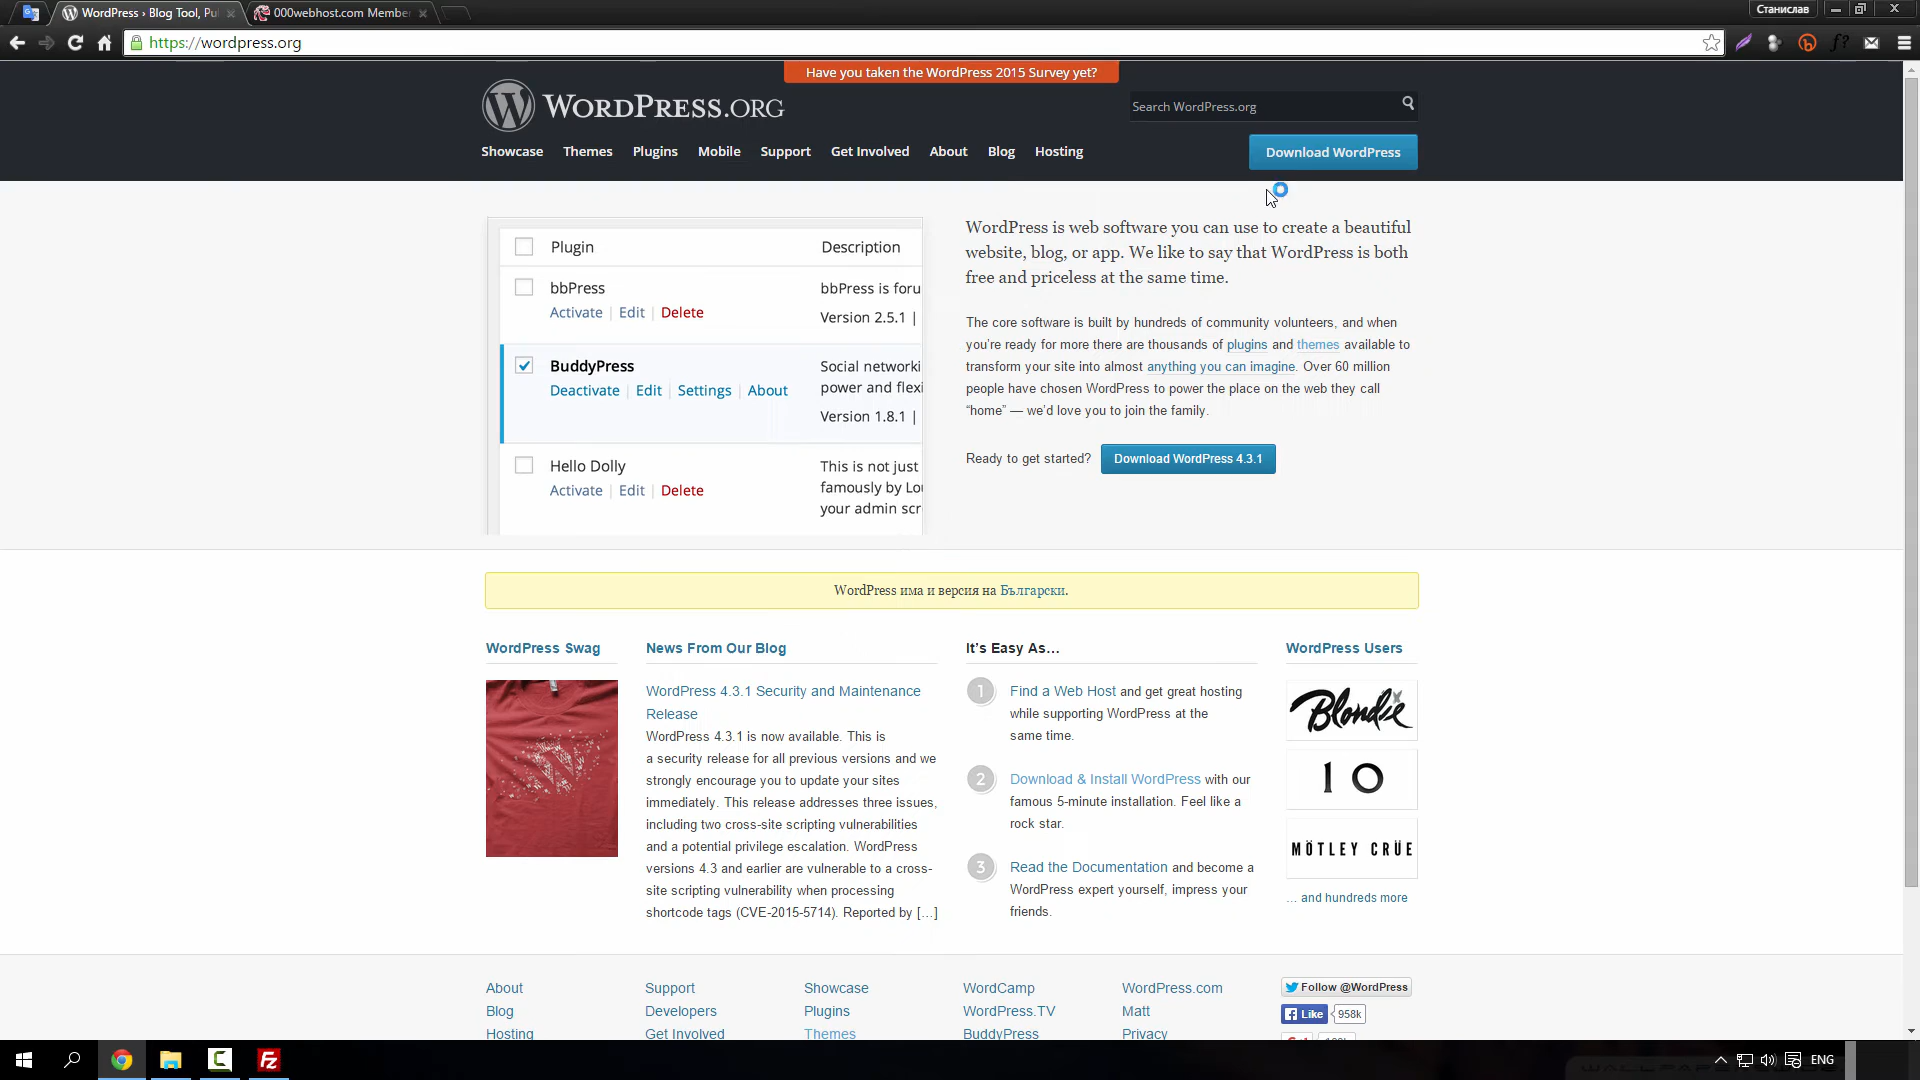 WordPress › Blog Tool, Pu
000webhost.com Membe
Станислав
https://wordpress.org
Have you taken the WordPress 2015 Survey yet?
WORDPRESS.ORG
Search WordPress.org
Showcase Themes Plugins Mobile Support Get Involved About Blog Hosting
Download WordPress
Plugin Description
bbPress bbPress is foru
Activate | Edit | Delete
Version 2.5.1 |
BuddyPress Social networki
Deactivate | Edit | Settings | About power and flexi
Version 1.8.1 |
Hello Dolly This is not just
Activate | Edit | Delete famously by Lou
your admin scr
WordPress is web software you can use to create a beautiful
website, blog, or app. We like to say that WordPress is both
free and priceless at the same time.
The core software is built by hundreds of community volunteers, and when
you’re ready for more there are thousands of plugins and themes available to
transform your site into almost anything you can imagine. Over 60 million
people have chosen WordPress to power the place on the web they call
“home” — we’d love you to join the family.
Ready to get started? Download WordPress 4.3.1
WordPress има и версия на Български.
WordPress Swag
News From Our Blog
WordPress 4.3.1 Security and Maintenance
Release
WordPress 4.3.1 is now available. This is
a security release for all previous versions and we
strongly encourage you to update your sites
immediately. This release addresses three issues,
including two cross-site scripting vulnerabilities
and a potential privilege escalation. WordPress
versions 4.3 and earlier are vulnerable to a cross-
site scripting vulnerability when processing
shortcode tags (CVE-2015-5714). Reported by […]
It’s Easy As…
1 Find a Web Host and get great hosting
while supporting WordPress at the
same time.
2 Download & Install WordPress with our
famous 5-minute installation. Feel like a
rock star.
3 Read the Documentation and become a
WordPress expert yourself, impress your
friends.
WordPress Users
Blondie
10
MÖTLEY CRÜE
… and hundreds more
About Support Showcase WordCamp WordPress.com
Follow @WordPress
Blog Developers Plugins WordPress.TV Matt
Like 958k
Hosting Get Involved Themes BuddyPress Privacy
ENG